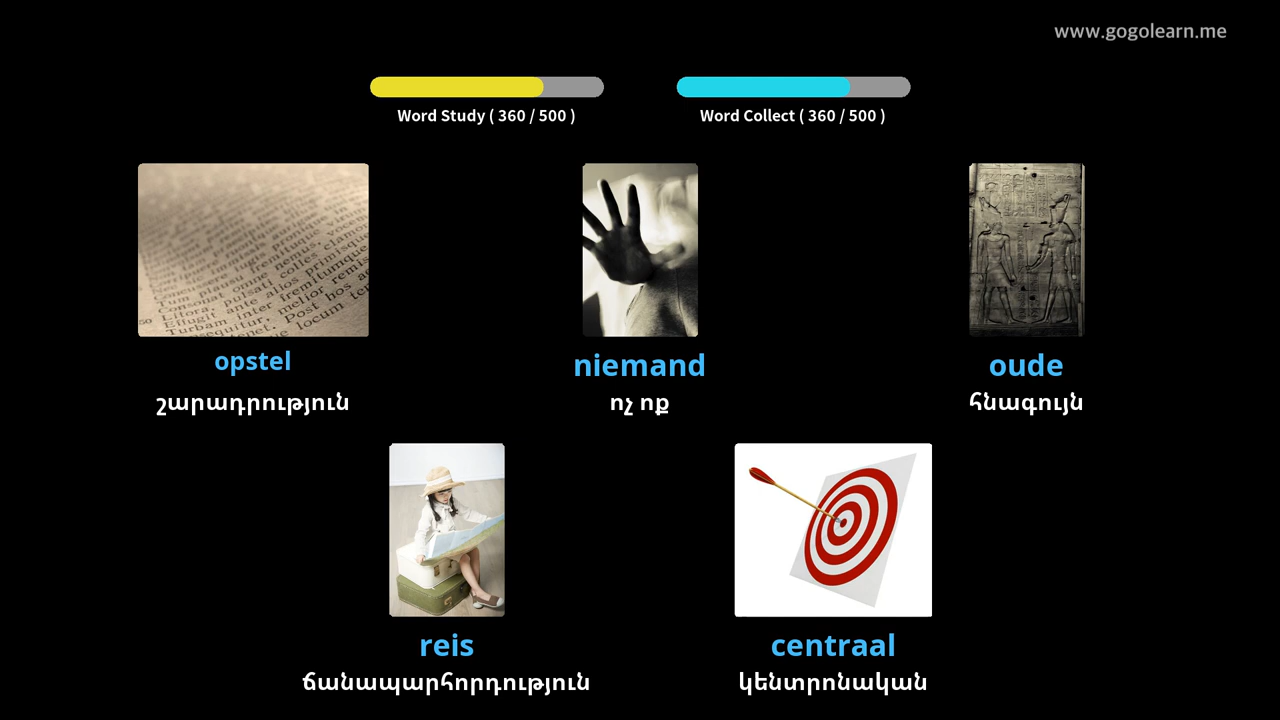 www.gogolearn.me
Word Study ( 360 / 500 )
Word Collect ( 360 / 500 )
opstel
niemand
oude
շարադրություն
ոչ ոք
հնագույն
reis
centraal
ճանապարհորդություն
կենտրոնական